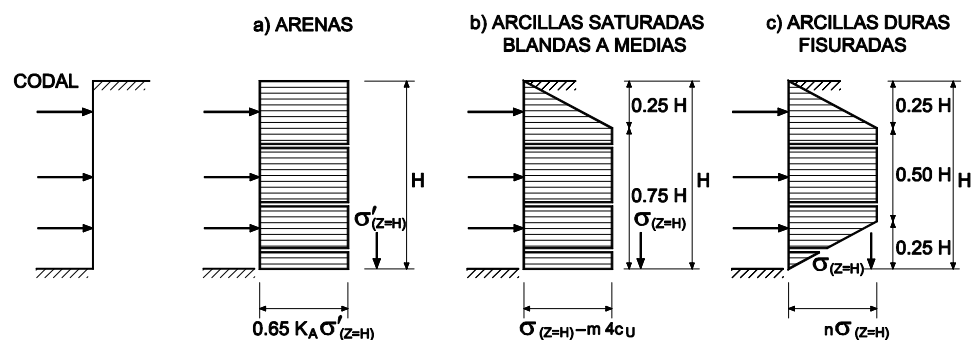 a) ARENAS
b) ARCILLAS SATURADAS
BLANDAS A MEDIAS
c) ARCILLAS DURAS
FISURADAS
CODAL
H
σ′(Z=H)
0.65 KAσ′(Z=H)
0.25 H
0.75 H
H
σ(Z=H)
σ(Z=H)−m 4cU
0.25 H
0.50 H
H
0.25 H
σ(Z=H)
nσ(Z=H)